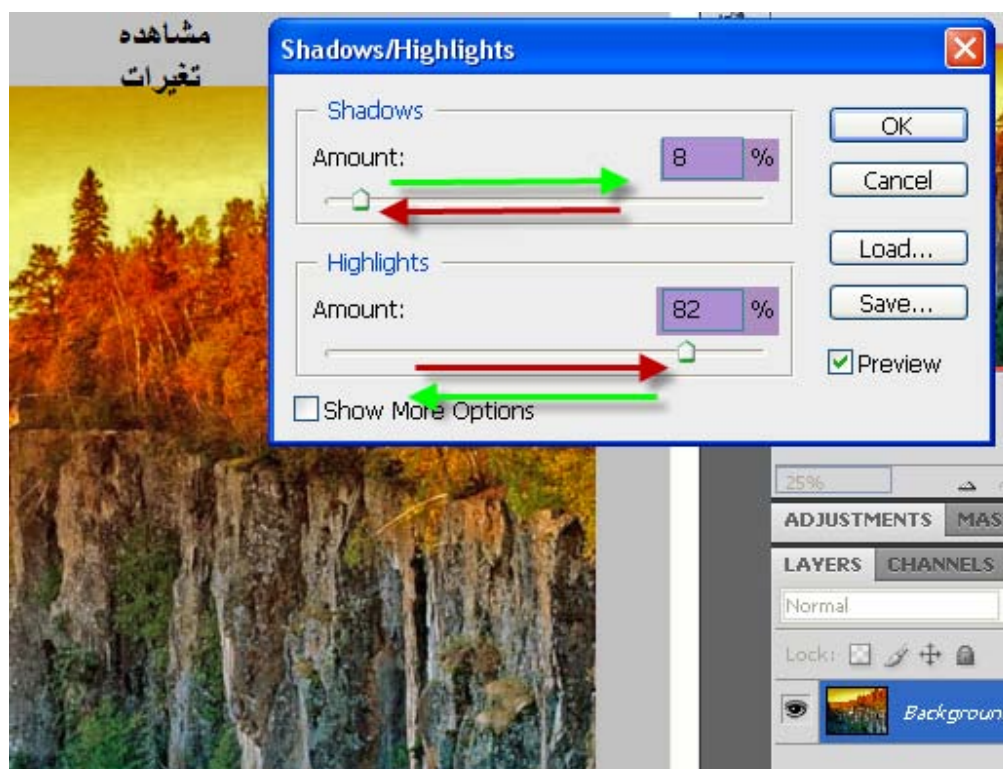 مشاهده
تغیرات
Shadows/Highlights
Shadows
Amount: 8 %
Highlights
Amount: 82 %
Show More Options
OK
Cancel
Load...
Save...
Preview
25%
ADJUSTMENTS MAS
LAYERS CHANNELS
Normal
Lock:
Backgroun